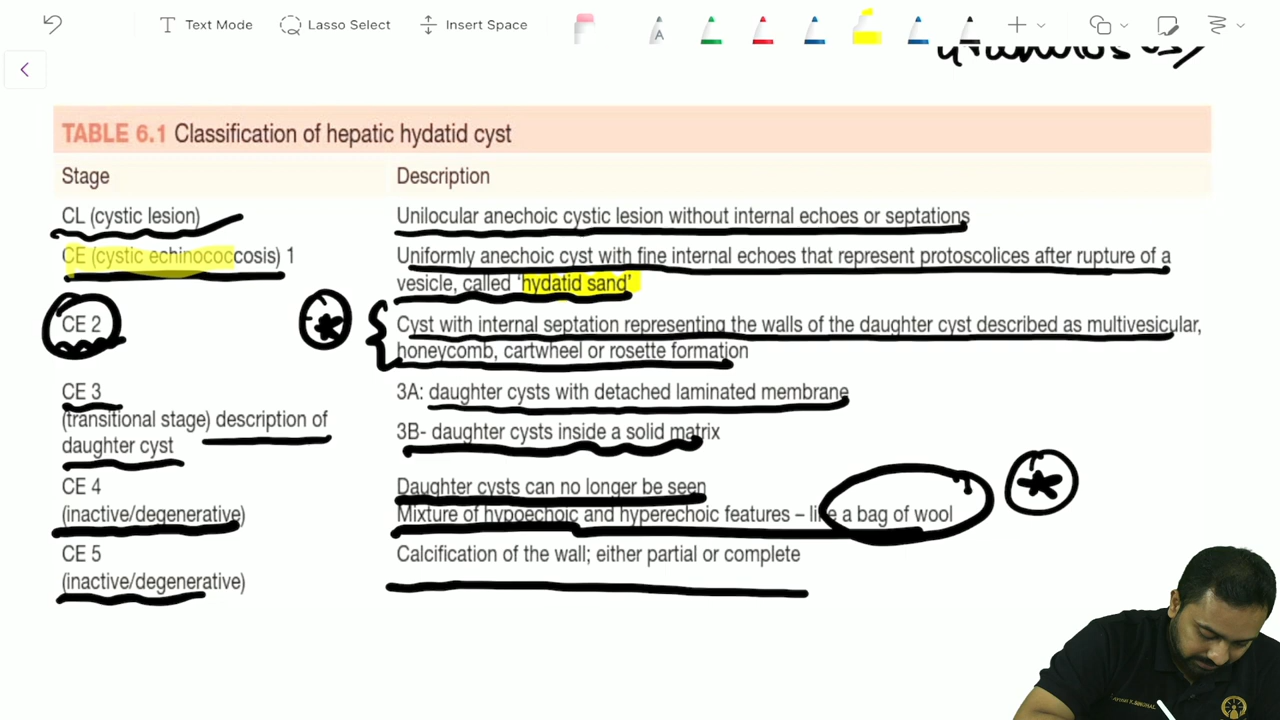 Text Mode Lasso Select Insert Space
TABLE 6.1 Classification of hepatic hydatid cyst
Stage Description
CL (cystic lesion) Unilocular anechoic cystic lesion without internal echoes or septations
CE (cystic echinococcosis) 1 Uniformly anechoic cyst with fine internal echoes that represent protoscolices after rupture of a
vesicle, called ‘hydatid sand’
CE 2 Cyst with internal septation representing the walls of the daughter cyst described as multivesicular,
honeycomb, cartwheel or rosette formation
CE 3 3A: daughter cysts with detached laminated membrane
(transitional stage) description of
daughter cyst 3B- daughter cysts inside a solid matrix
CE 4 Daughter cysts can no longer be seen
(inactive/degenerative) Mixture of hypoechoic and hyperechoic features – like a bag of wool
CE 5 Calcification of the wall; either partial or complete
(inactive/degenerative)